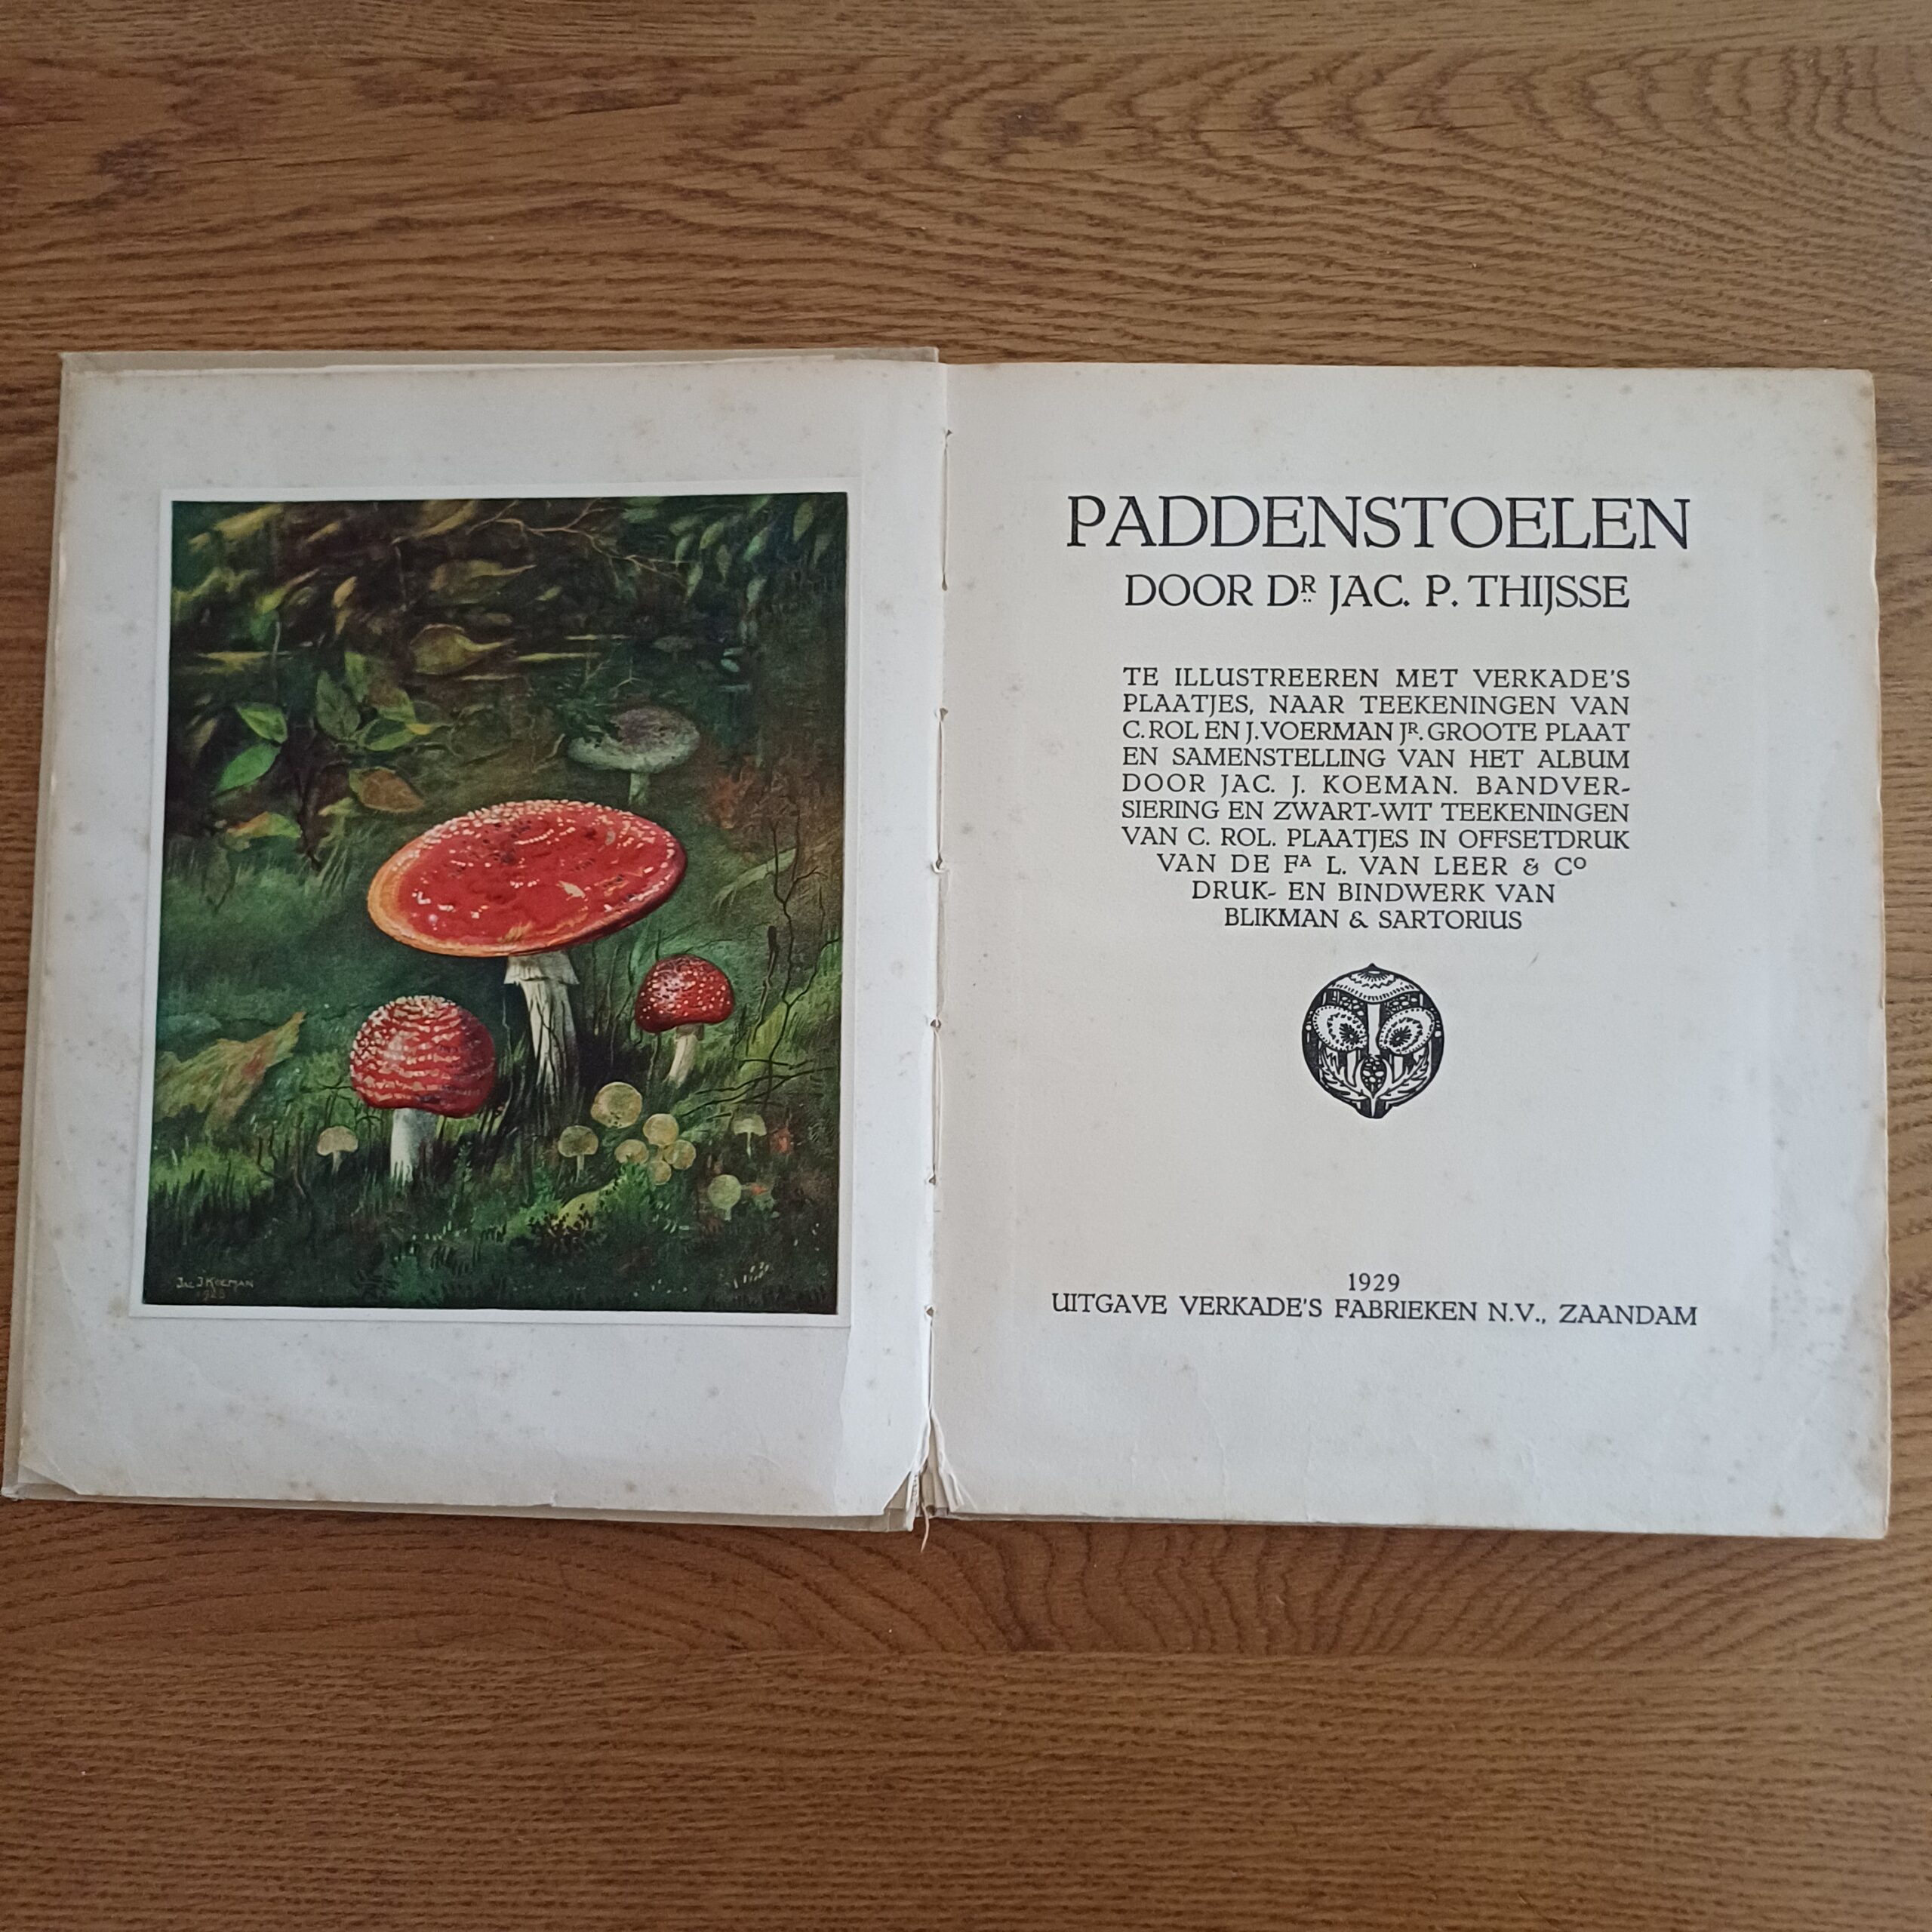 JAC J KOEMAN
PADDENSTOELEN
DOOR DR JAC. P. THIJSSE
TE ILLUSTREEREN MET VERKADE'S
PLAATJES, NAAR TEEKENINGEN VAN
C. ROL EN J. VOERMAN JR. GROOTE PLAAT
EN SAMENSTELLING VAN HET ALBUM
DOOR JAC. J. KOEMAN. BANDVER-
SIERING EN ZWART-WIT TEEKENINGEN
VAN C. ROL. PLAATJES IN OFFSETDRUK
VAN DE FA L. VAN LEER & CO
DRUK- EN BINDWERK VAN
BLIKMAN & SARTORIUS
1929
UITGAVE VERKADE'S FABRIEKEN N.V., ZAANDAM